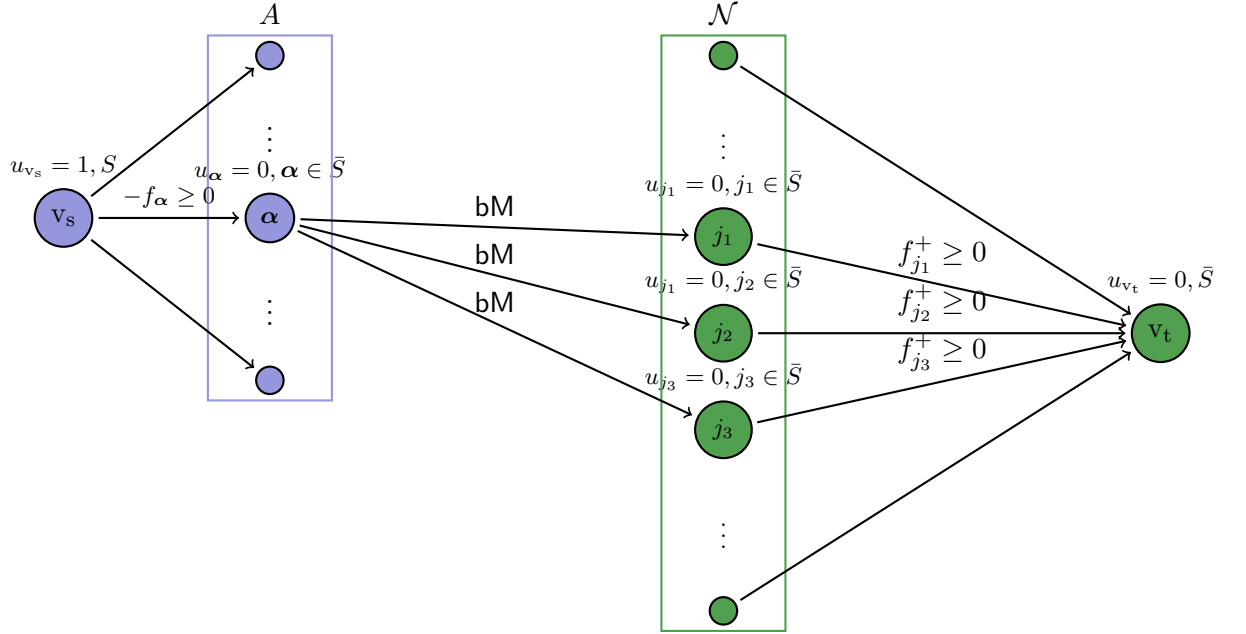 A
𝒩
⋮
⋮
u_{v_s} = 1, S
u_𝜶 = 0, 𝜶 ∈ S̄
u_{j_1} = 0, j_1 ∈ S̄
v_s
−f_𝜶 ≥ 0
𝜶
bM
j_1
f^+_{j_1} ≥ 0
bM
u_{j_1} = 0, j_2 ∈ S̄
u_{v_t} = 0, S̄
⋮
bM
j_2
f^+_{j_2} ≥ 0
v_t
f^+_{j_3} ≥ 0
u_{j_3} = 0, j_3 ∈ S̄
j_3
⋮